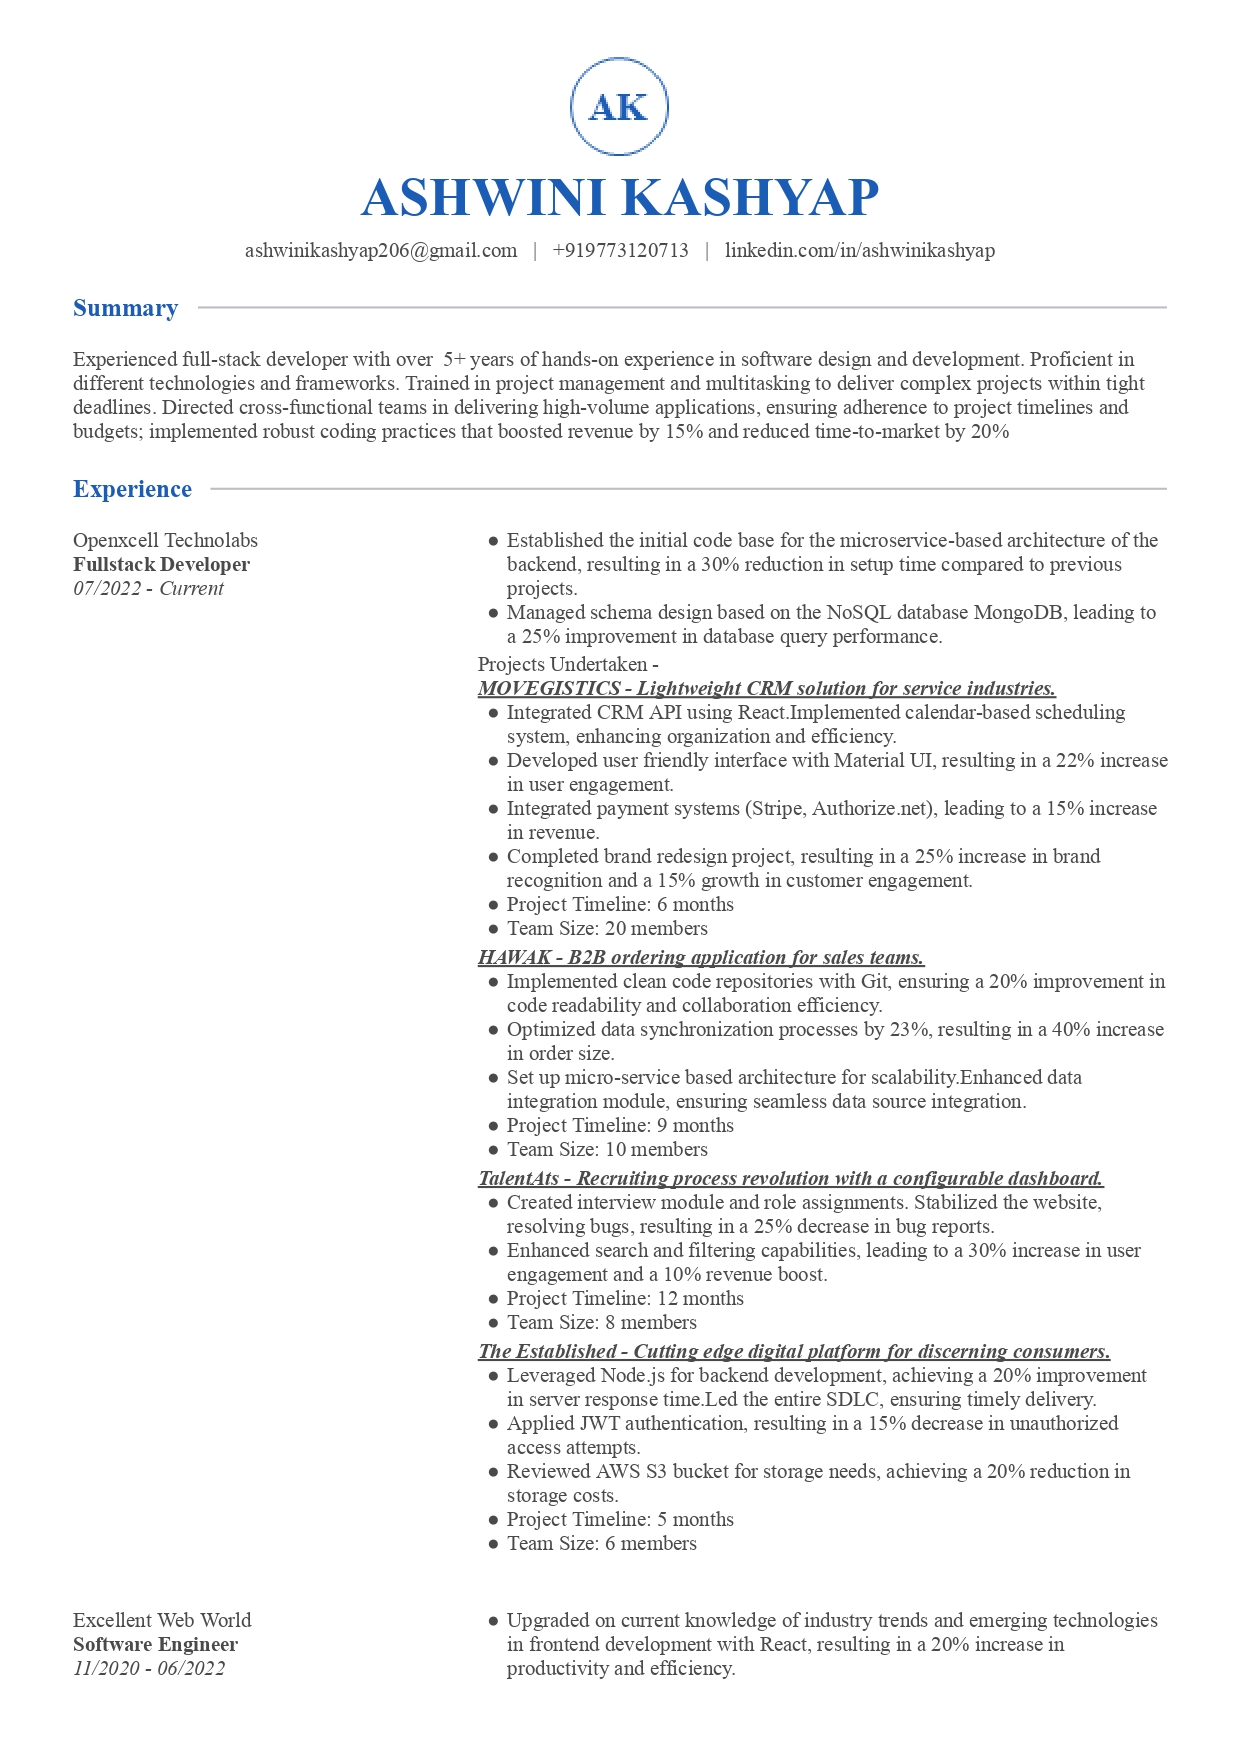 AK
ASHWINI KASHYAP
ashwinikashyap206@gmail.com | +919773120713 | linkedin.com/in/ashwinikashyap
Summary
Experienced full-stack developer with over  5+ years of hands-on experience in software design and development. Proficient in
different technologies and frameworks. Trained in project management and multitasking to deliver complex projects within tight
deadlines. Directed cross-functional teams in delivering high-volume applications, ensuring adherence to project timelines and
budgets; implemented robust coding practices that boosted revenue by 15% and reduced time-to-market by 20%
Experience
Openxcell Technolabs
Fullstack Developer
07/2022 - Current
● Established the initial code base for the microservice-based architecture of the
backend, resulting in a 30% reduction in setup time compared to previous
projects.
● Managed schema design based on the NoSQL database MongoDB, leading to
a 25% improvement in database query performance.
Projects Undertaken -
MOVEGISTICS - Lightweight CRM solution for service industries.
● Integrated CRM API using React.Implemented calendar-based scheduling
system, enhancing organization and efficiency.
● Developed user friendly interface with Material UI, resulting in a 22% increase
in user engagement.
● Integrated payment systems (Stripe, Authorize.net), leading to a 15% increase
in revenue.
● Completed brand redesign project, resulting in a 25% increase in brand
recognition and a 15% growth in customer engagement.
● Project Timeline: 6 months
● Team Size: 20 members
HAWAK - B2B ordering application for sales teams.
● Implemented clean code repositories with Git, ensuring a 20% improvement in
code readability and collaboration efficiency.
● Optimized data synchronization processes by 23%, resulting in a 40% increase
in order size.
● Set up micro-service based architecture for scalability.Enhanced data
integration module, ensuring seamless data source integration.
● Project Timeline: 9 months
● Team Size: 10 members
TalentAts - Recruiting process revolution with a configurable dashboard.
● Created interview module and role assignments. Stabilized the website,
resolving bugs, resulting in a 25% decrease in bug reports.
● Enhanced search and filtering capabilities, leading to a 30% increase in user
engagement and a 10% revenue boost.
● Project Timeline: 12 months
● Team Size: 8 members
The Established - Cutting edge digital platform for discerning consumers.
● Leveraged Node.js for backend development, achieving a 20% improvement
in server response time.Led the entire SDLC, ensuring timely delivery.
● Applied JWT authentication, resulting in a 15% decrease in unauthorized
access attempts.
● Reviewed AWS S3 bucket for storage needs, achieving a 20% reduction in
storage costs.
● Project Timeline: 5 months
● Team Size: 6 members
Excellent Web World
Software Engineer
11/2020 - 06/2022
● Upgraded on current knowledge of industry trends and emerging technologies
in frontend development with React, resulting in a 20% increase in
productivity and efficiency.